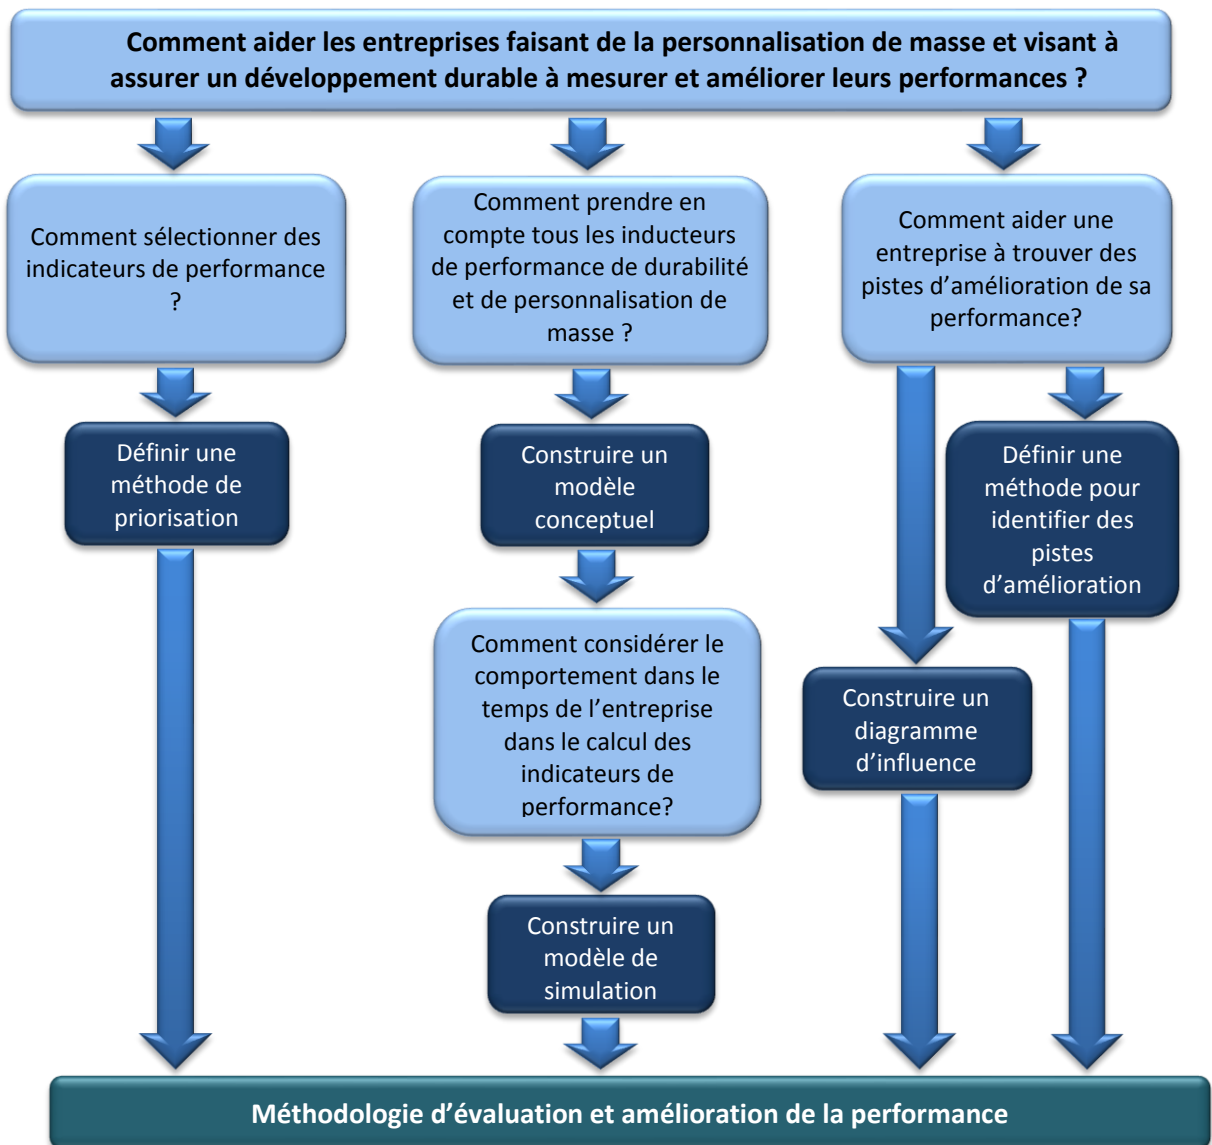 Comment aider les entreprises faisant de la personnalisation de masse et visant à
assurer un développement durable à mesurer et améliorer leurs performances ?
Comment sélectionner des
indicateurs de performance
?
Comment prendre en
compte tous les inducteurs
de performance de durabilité
et de personnalisation de
masse ?
Comment aider une
entreprise à trouver des
pistes d’amélioration de sa
performance?
Définir une
méthode de
priorisation
Construire un
modèle
conceptuel
Définir une
méthode pour
identifier des
pistes
d’amélioration
Comment considérer le
comportement dans le
temps de l’entreprise
dans le calcul des
indicateurs de
performance?
Construire un
diagramme
d’influence
Construire un
modèle de
simulation
Méthodologie d’évaluation et amélioration de la performance